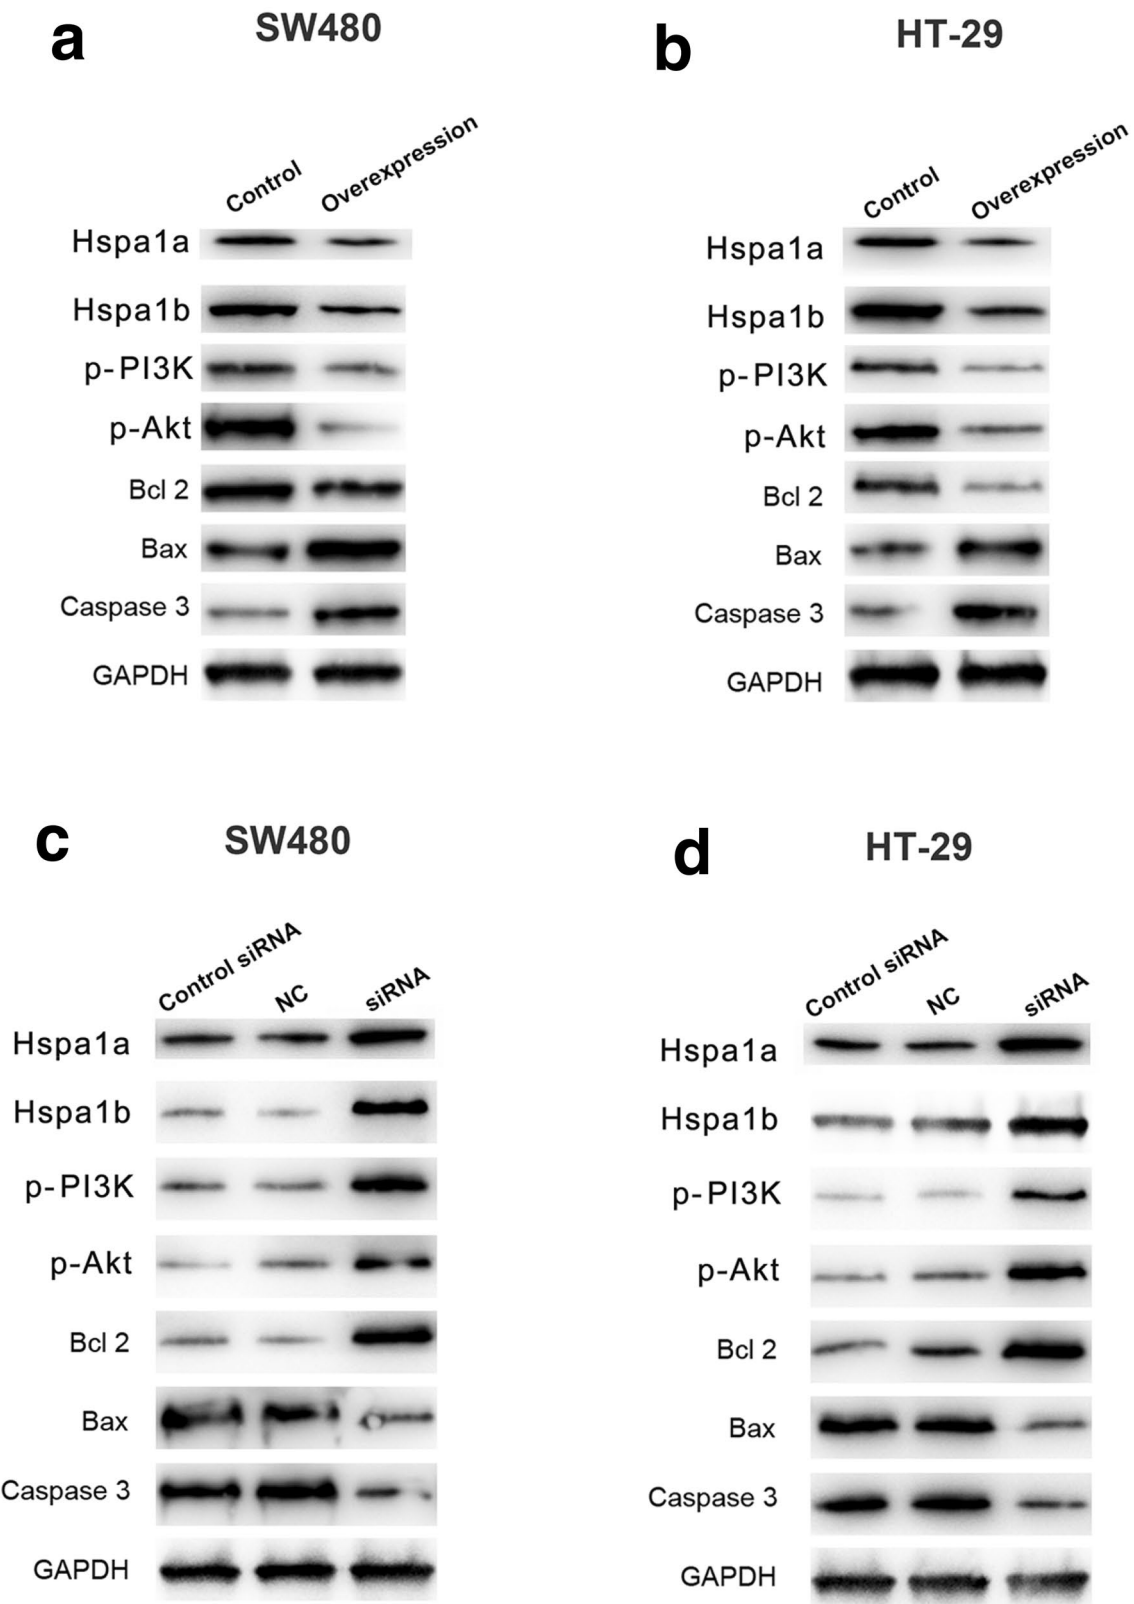 a
SW480
Control
Overexpression
Hspa1a
Hspa1b
p-PI3K
p-Akt
Bcl 2
Bax
Caspase 3
GAPDH
b
HT-29
Control
Overexpression
Hspa1a
Hspa1b
p-PI3K
p-Akt
Bcl 2
Bax
Caspase 3
GAPDH
c
SW480
Control siRNA
NC
siRNA
Hspa1a
Hspa1b
p-PI3K
p-Akt
Bcl 2
Bax
Caspase 3
GAPDH
d
HT-29
Control siRNA
NC
siRNA
Hspa1a
Hspa1b
p-PI3K
p-Akt
Bcl 2
Bax
Caspase 3
GAPDH